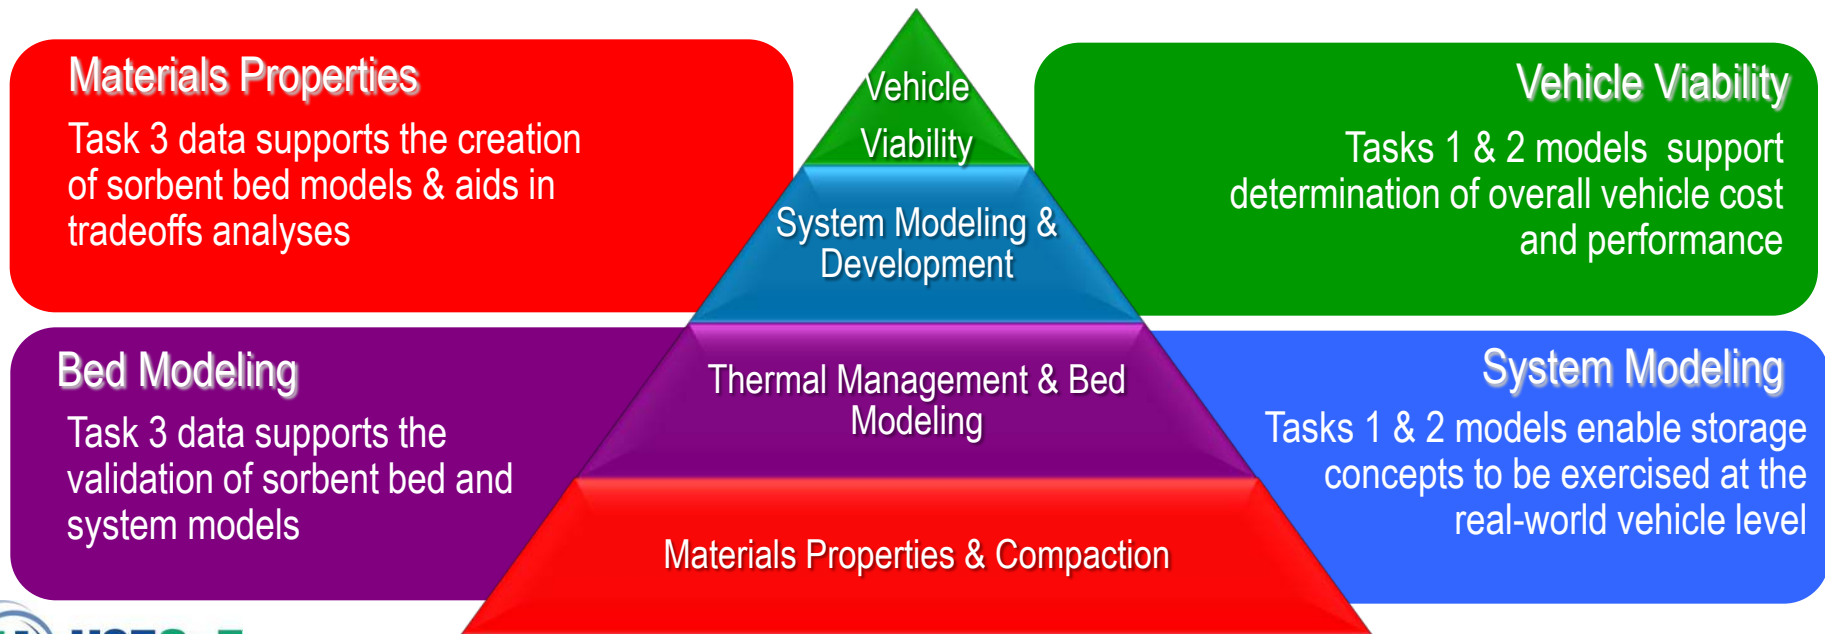 Materials Properties
Task 3 data supports the creation
of sorbent bed models & aids in
tradeoffs analyses
Vehicle
Viability
Vehicle Viability
Tasks 1 & 2 models support
determination of overall vehicle cost
and performance
System Modeling &
Development
Bed Modeling
Task 3 data supports the
validation of sorbent bed and
system models
Thermal Management & Bed
Modeling
System Modeling
Tasks 1 & 2 models enable storage
concepts to be exercised at the
real-world vehicle level
Materials Properties & Compaction